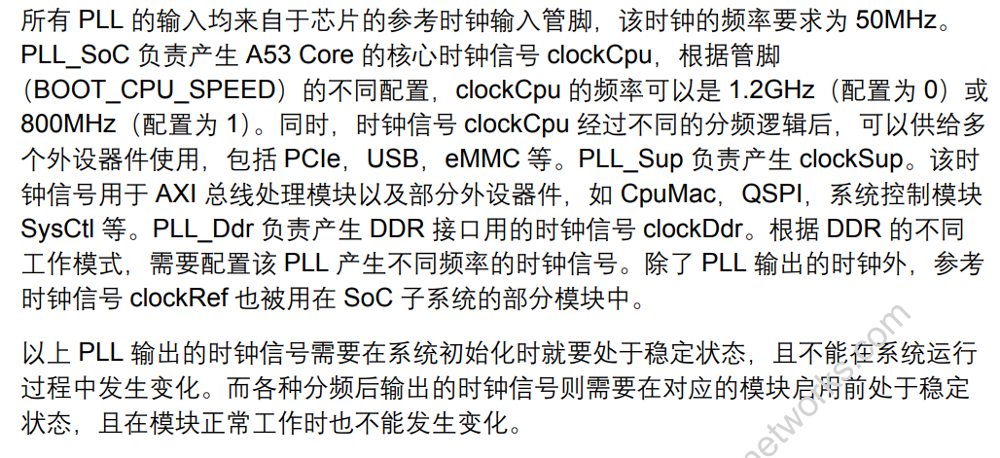 所有 PLL 的输入均来自于芯片的参考时钟输入管脚，该时钟的频率要求为 50MHz。
PLL_SoC 负责产生 A53 Core 的核心时钟信号 clockCpu，根据管脚
（BOOT_CPU_SPEED）的不同配置，clockCpu 的频率可以是 1.2GHz（配置为 0）或
800MHz（配置为 1）。同时，时钟信号 clockCpu 经过不同的分频逻辑后，可以供给多
个外设器件使用，包括 PCIe，USB，eMMC 等。PLL_Sup 负责产生 clockSup。该时
钟信号用于 AXI 总线处理模块以及部分外设器件，如 CpuMac，QSPI，系统控制模块
SysCtl 等。PLL_Ddr 负责产生 DDR 接口用的时钟信号 clockDdr。根据 DDR 的不同
工作模式，需要配置该 PLL 产生不同频率的时钟信号。除了 PLL 输出的时钟外，参考
时钟信号 clockRef 也被用在 SoC 子系统的部分模块中。
以上 PLL 输出的时钟信号需要在系统初始化时就要处于稳定状态，且不能在系统运行
过程中发生变化。而各种分频后输出的时钟信号则需要在对应的模块启用前处于稳定
状态，且在模块正常工作时也不能发生变化。
networks.com